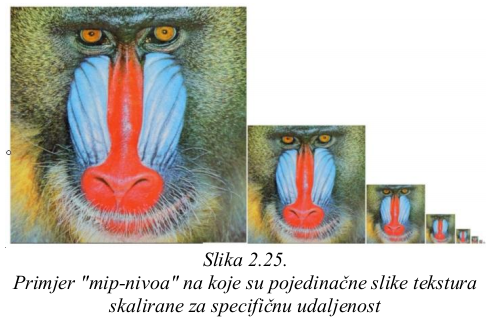 Slika 2.25.
Primjer "mip-nivoa" na koje su pojedinačne slike tekstura
skalirane za specifičnu udaljenost